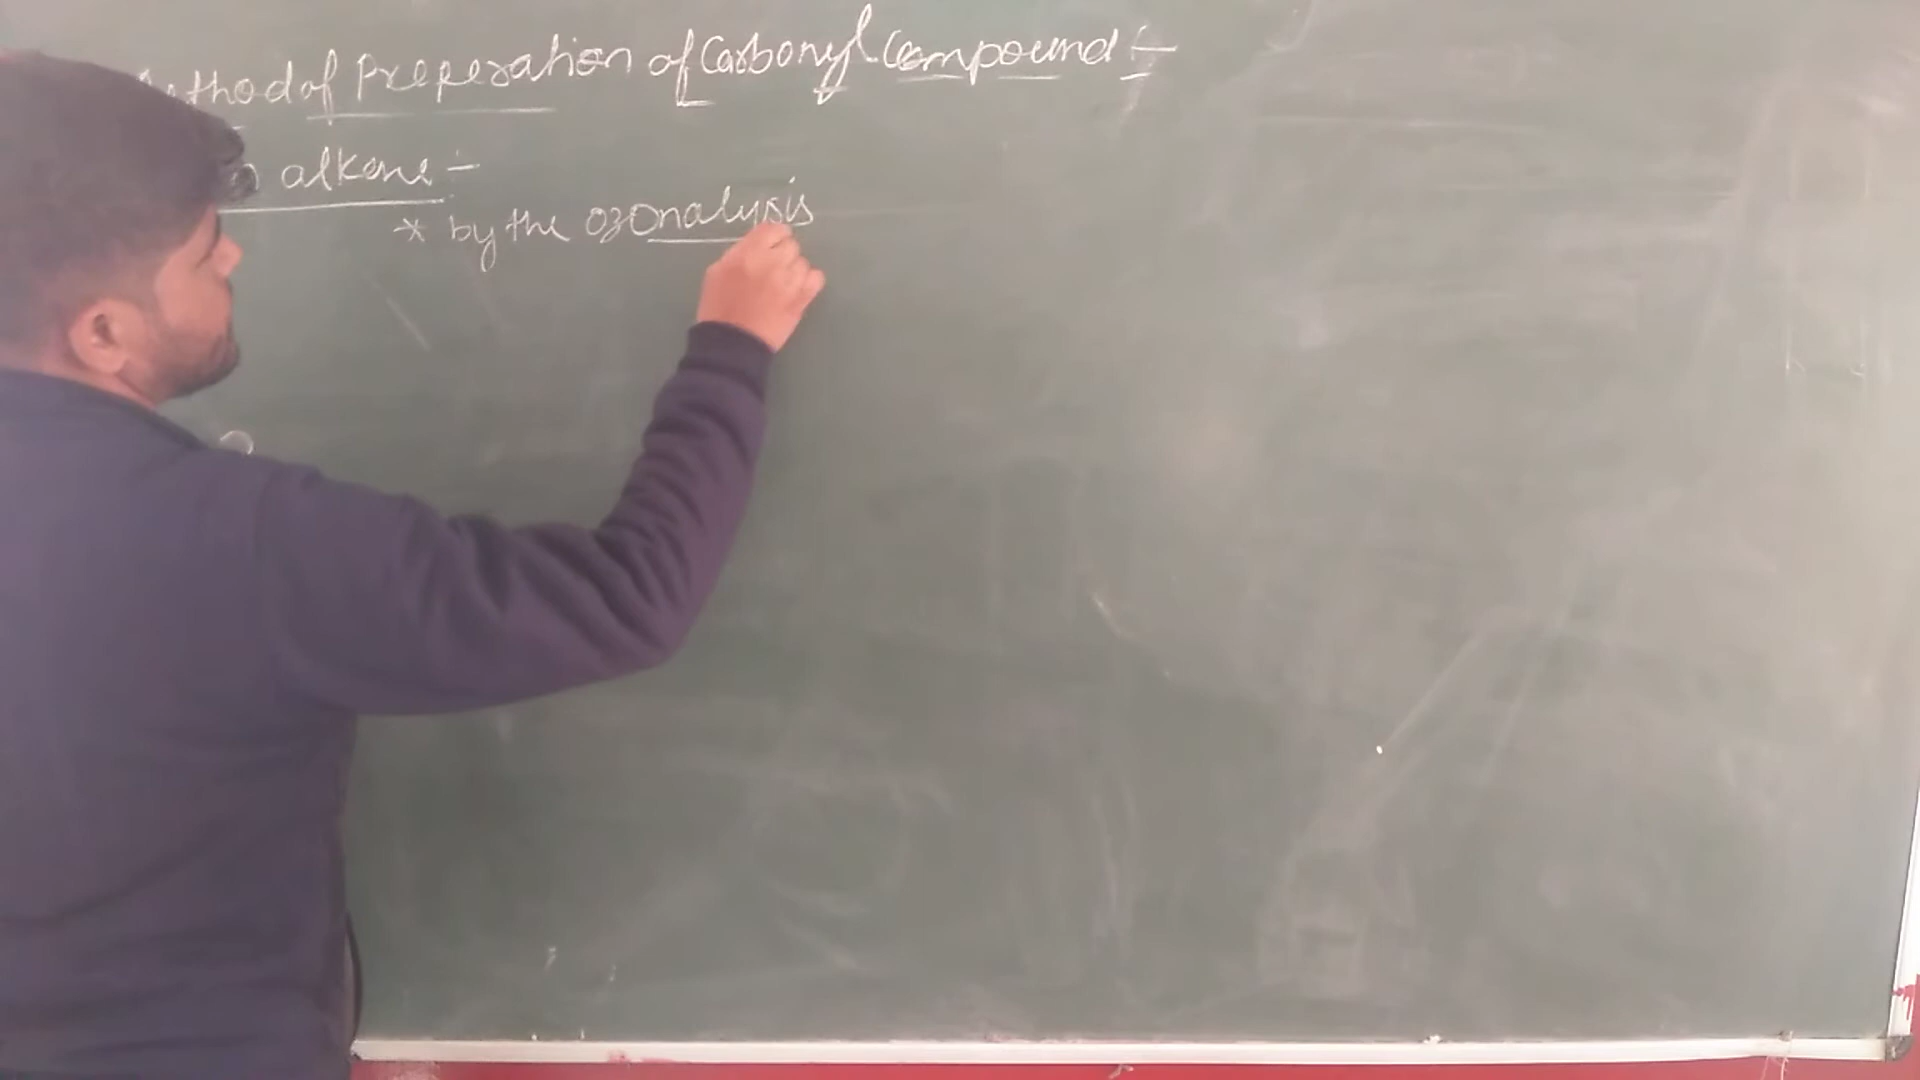 thod of Preperation of Carbonyl Compound :-
alkene :-
* by the ozonalysis